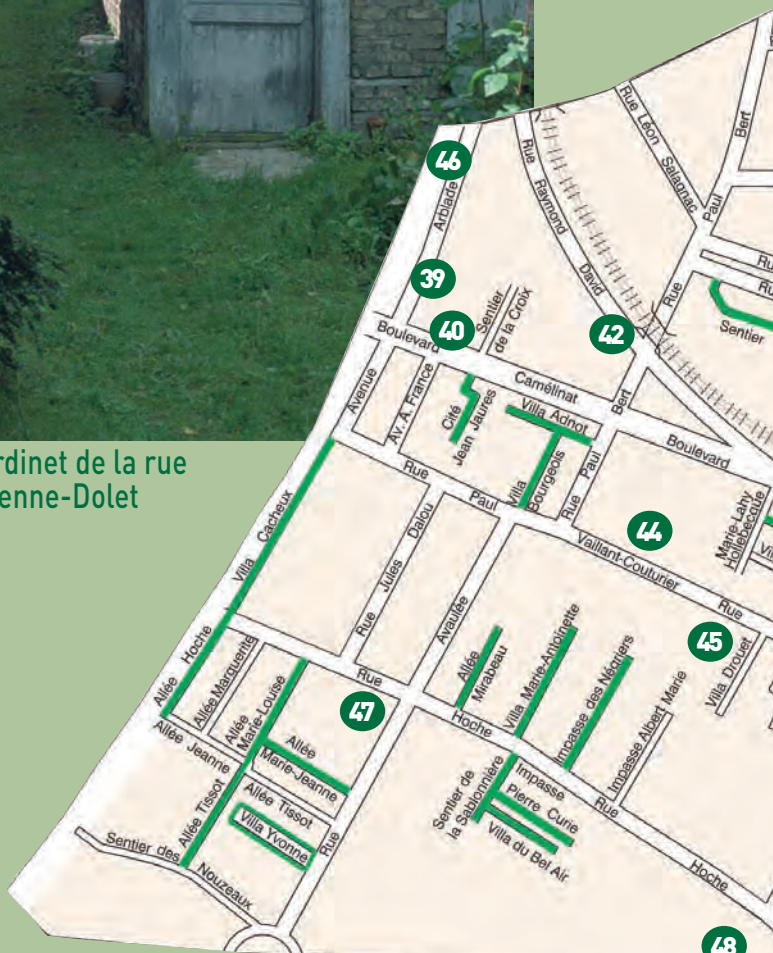 rdinet de la rue
enne-Dolet
46
Arblade
39
40
42
Rue Raymond David
Rue Léon Salagnac
Rue Paul Bert
Sentier
Sentier
de la Croix
Boulevard Camélinat
Boulevard
Avenue
Av. A. France
Cité
Jean Jaures
Villa Adnot
Villa
Bourgeois
Rue Paul Bert
Rue Paul Vaillant-Couturier
Rue
44
Marie-Lahy
Hollebecque
45
Villa Drouet
Villa Cacheux
Rue Jules Dalou
Rue Avaulée
Allée Hoche
Allée Marguerite
Allée
Marie-Louise
Rue Hoche
47
Allée
Mirabeau
Villa Marie-Antoinette
Impasse des Négriers
Impasse Albert Marie
Allée Jeanne
Allée
Marie-Jeanne
Allée Tissot
Allée Tissot
Villa Yvonne
Sentier des Nouzeaux
Sentier de
la Sablonnière
Impasse
Pierre Curie
Villa du Bel Air
Rue Hoche
48